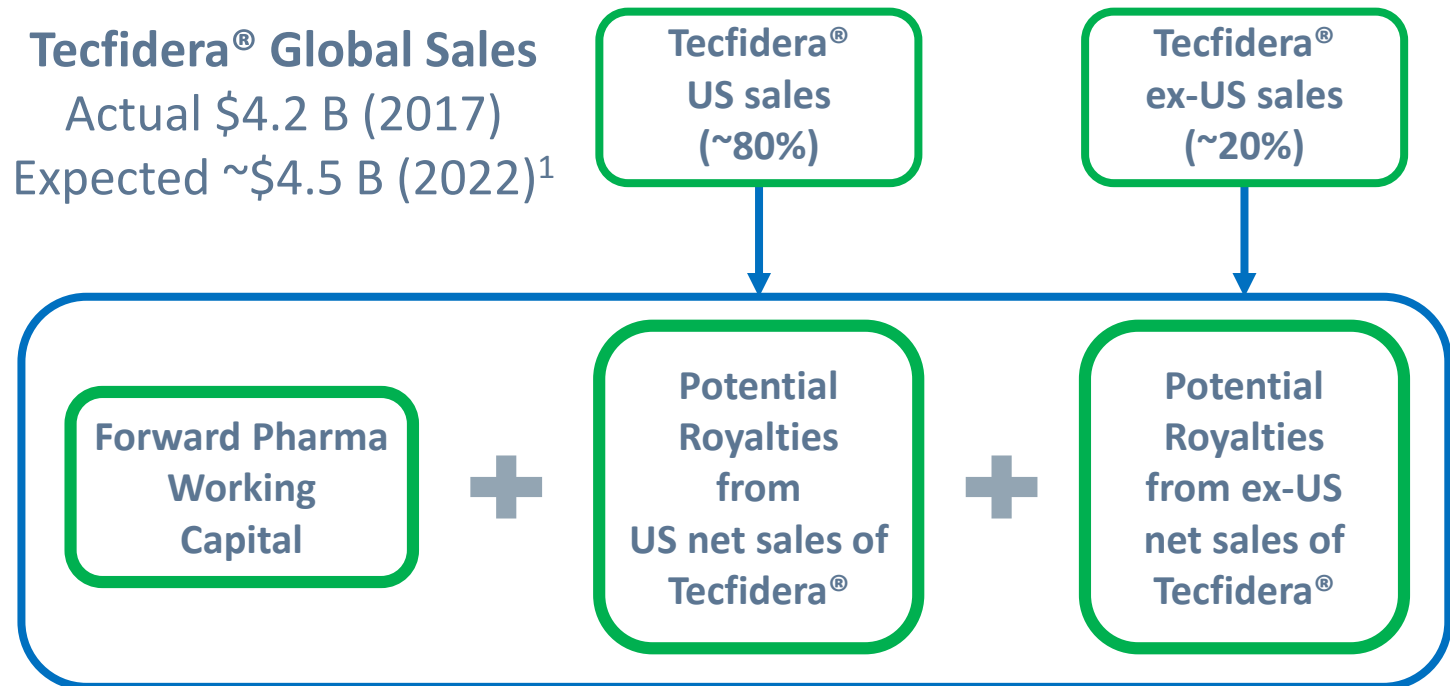 Tecfidera® Global Sales
Actual $4.2 B (2017)
Expected ~$4.5 B (2022)¹
Tecfidera®
US sales
(~80%)
Tecfidera®
ex-US sales
(~20%)
Forward Pharma
Working
Capital
Potential
Royalties
from
US net sales of
Tecfidera®
Potential
Royalties
from ex-US
net sales of
Tecfidera®